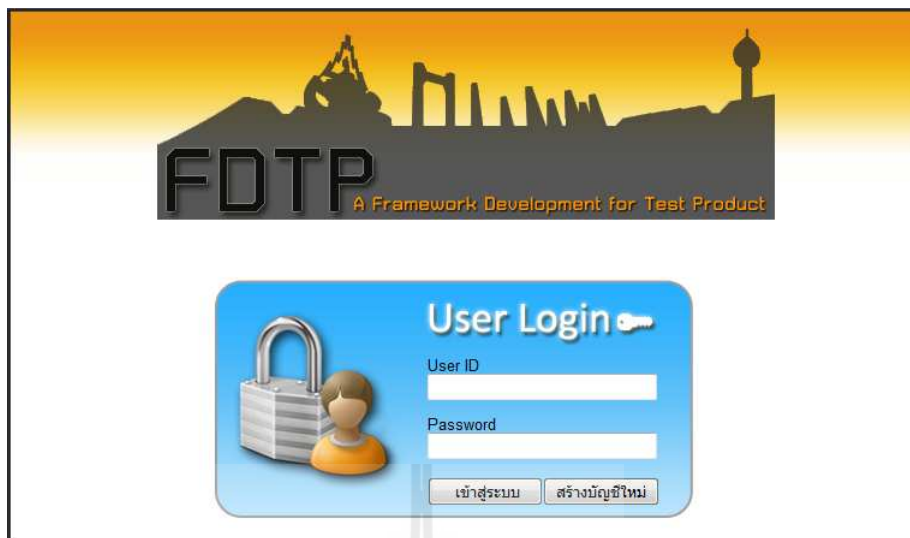 FDTP
A Framework Development for Test Product
User Login
User ID
Password
เข้าสู่ระบบ สร้างบัญชีใหม่